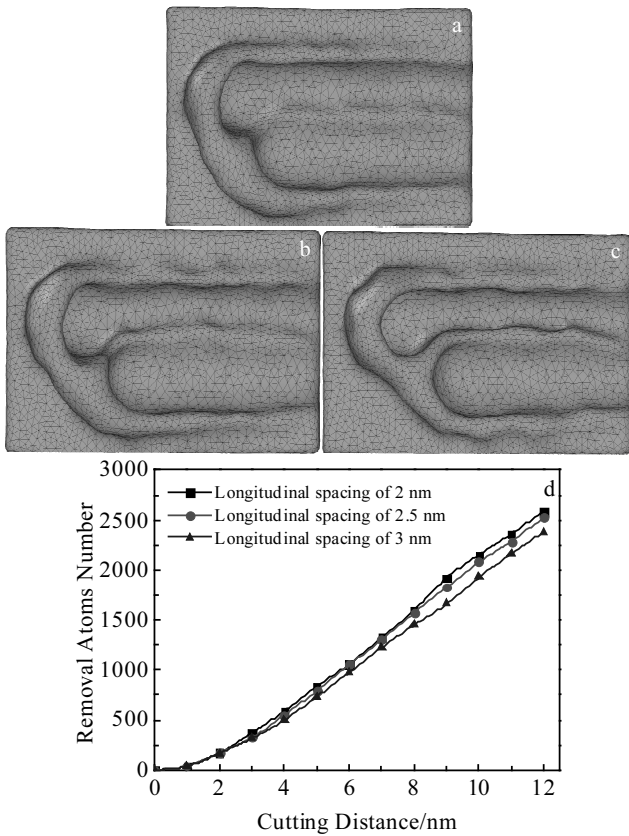 a
b
c
d
3000
2500
2000
1500
1000
500
0
Removal Atoms Number
Longitudinal spacing of 2 nm
Longitudinal spacing of 2.5 nm
Longitudinal spacing of 3 nm
0 2 4 6 8 10 12
Cutting Distance/nm